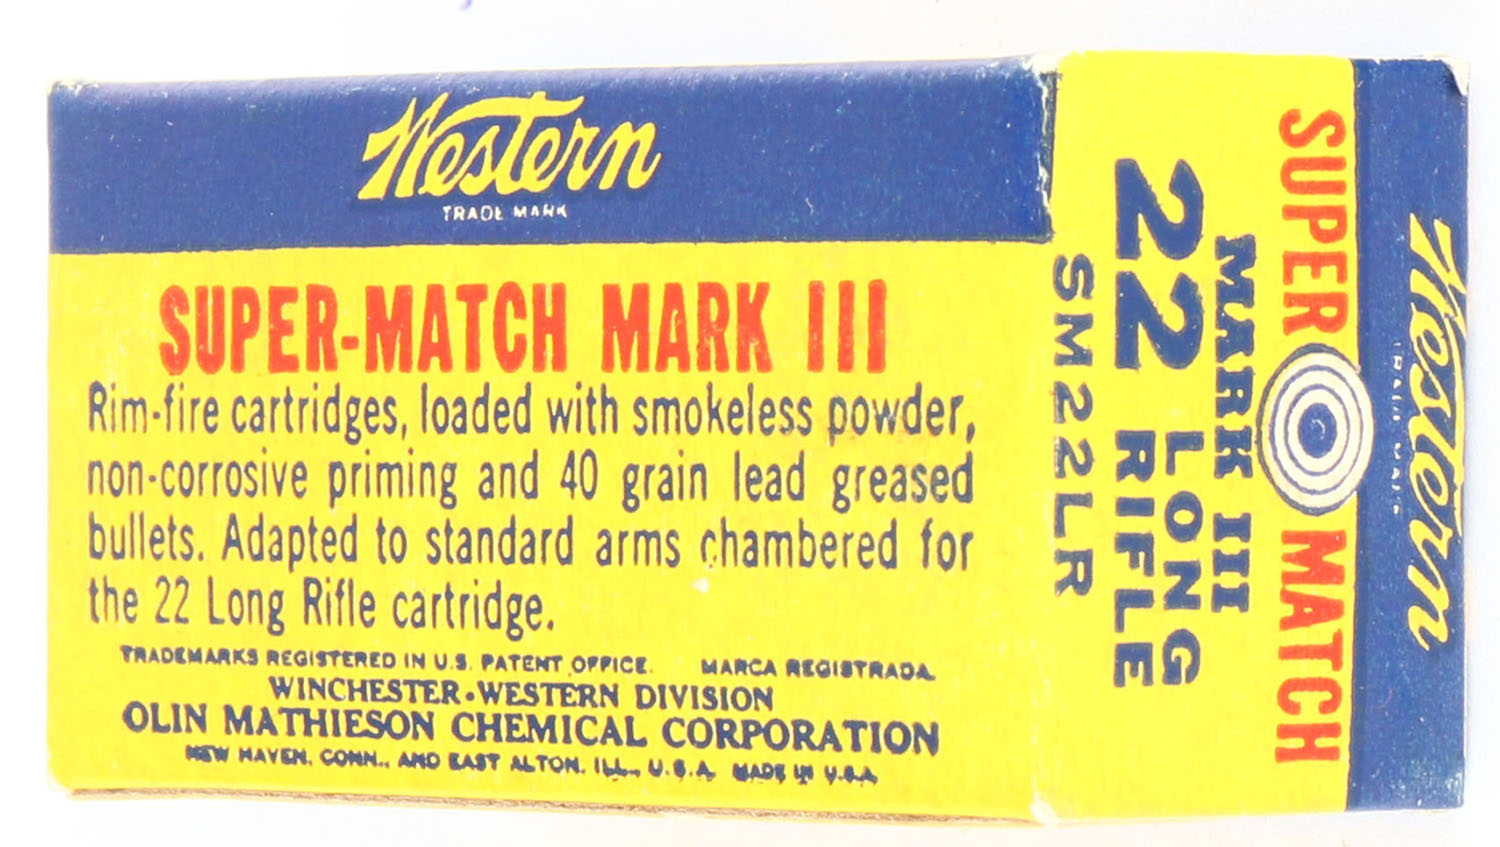 Western
TRADE MARK
SUPER-MATCH MARK III
Rim-fire cartridges, loaded with smokeless powder,
non-corrosive priming and 40 grain lead greased
bullets. Adapted to standard arms chambered for
the 22 Long Rifle cartridge.
TRADEMARKS REGISTERED IN U.S. PATENT OFFICE. MARCA REGISTRADA.
WINCHESTER-WESTERN DIVISION
OLIN MATHIESON CHEMICAL CORPORATION
NEW HAVEN, CONN., AND EAST ALTON, ILL., U.S.A. MADE IN U.S.A.
Western
TRADE MARK
SUPER MATCH
MARK III
22 LONG
RIFLE
SM22LR